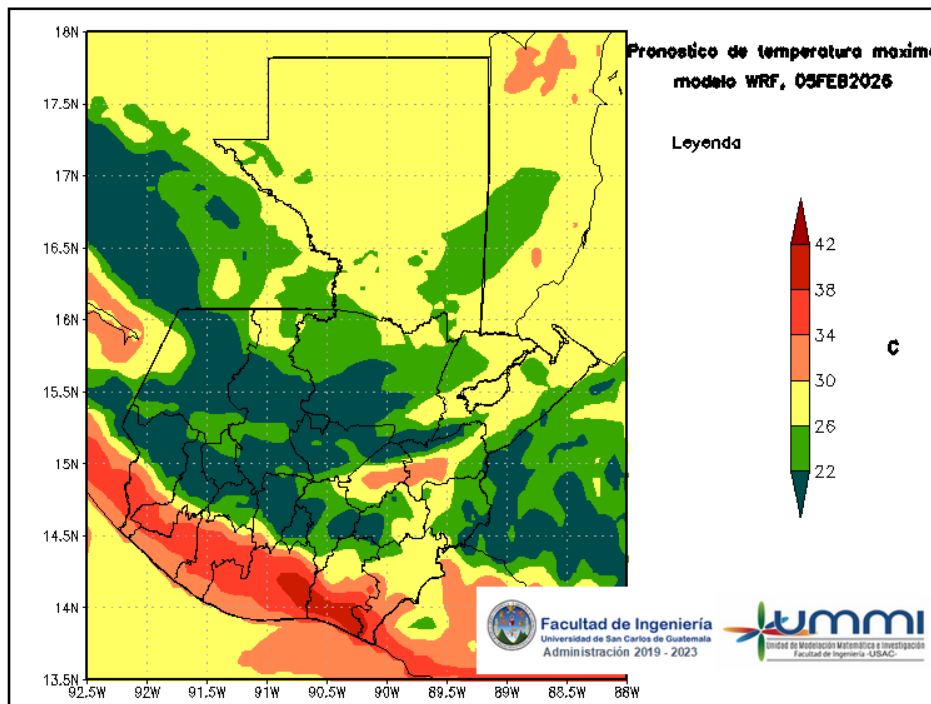 Pronostico de temperatura maxim
modelo WRF, 05FEB2026
Leyenda
18N
17.5N
17N
16.5N
16N
15.5N
15N
14.5N
14N
13.5N
92.5W
92W
91.5W
91W
90.5W
90W
89.5W
89W
88.5W
88W
42
38
34
30
26
22
C
Facultad de Ingeniería
Universidad de San Carlos de Guatemala
Administración 2019 - 2023
UMMI
Unidad de Modelación Matemática e Investigación
Facultad de Ingeniería -USAC-